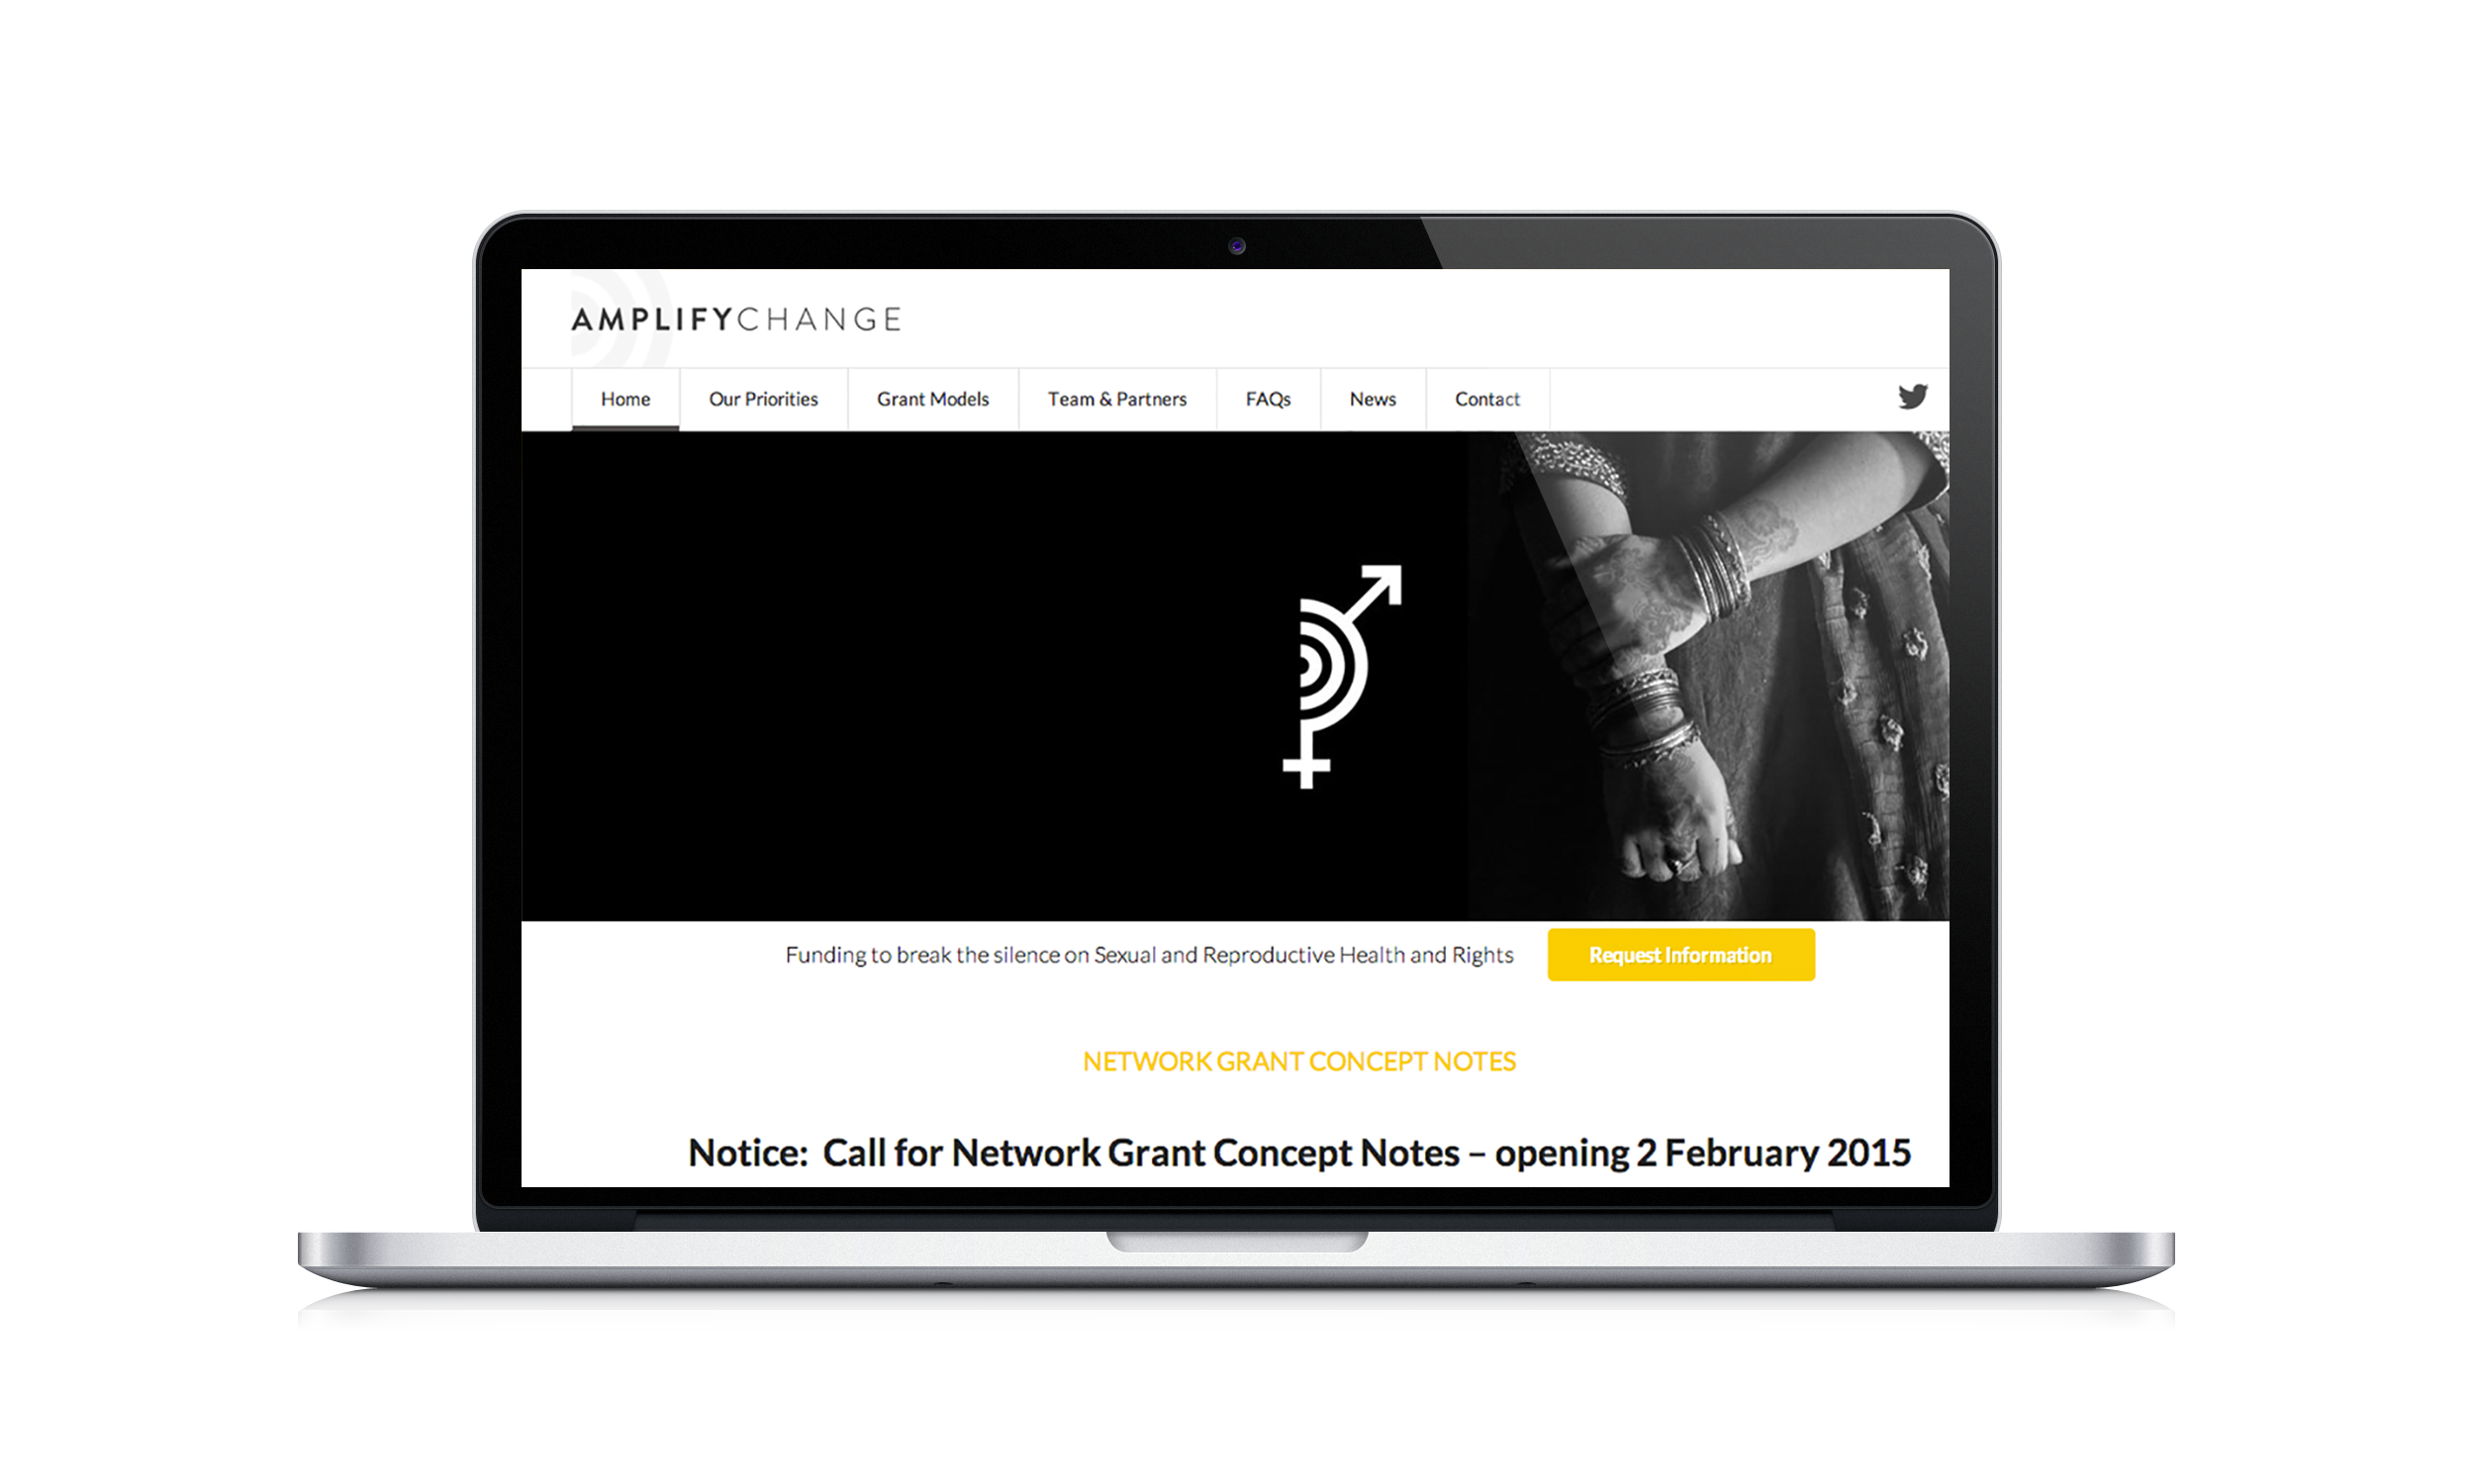 AMPLIFYCHANGE
Home Our Priorities Grant Models Team & Partners FAQs News Contact
Funding to break the silence on Sexual and Reproductive Health and Rights Request Information
NETWORK GRANT CONCEPT NOTES
Notice: Call for Network Grant Concept Notes – opening 2 February 2015